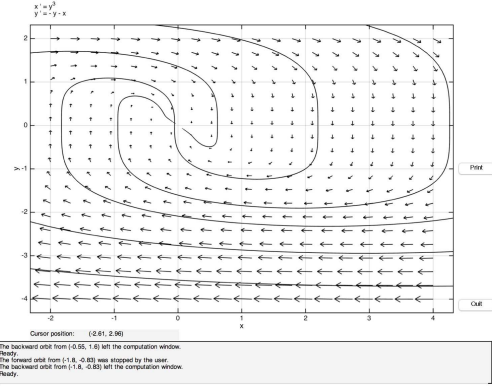 x ' = y³
y ' = - y - x
2
1
0
-1
-2
-3
-4
y
-2
-1
0
1
2
3
4
x
Print
Quit
Cursor position: (-2.61, 2.96)
The backward orbit from (-0.55, 1.6) left the computation window.
Ready.
The forward orbit from (-1.8, -0.83) was stopped by the user.
The backward orbit from (-1.8, -0.83) left the computation window.
Ready.